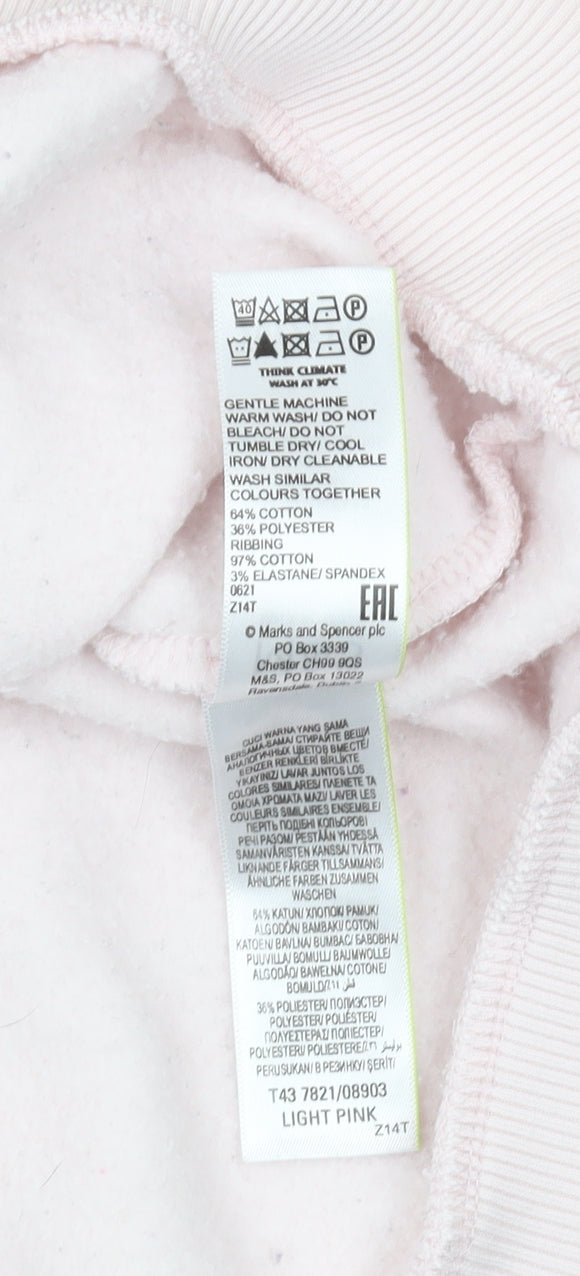 40 P
P
THINK CLIMATE
WASH AT 30°C
GENTLE MACHINE
WARM WASH/ DO NOT
BLEACH/ DO NOT
TUMBLE DRY/ COOL
IRON/ DRY CLEANABLE
WASH SIMILAR
COLOURS TOGETHER
64% COTTON
36% POLYESTER
RIBBING
97% COTTON
3% ELASTANE/ SPANDEX
0621
Z14T
EAC
© Marks and Spencer plc
PO Box 3339
Chester CH99 9QS
M&S, PO Box 13022
CUCI WARNA YANG SAMA
BERSAMA-SAMA/ СТИРАЙТЕ ВЕЩИ
АНАЛОГИЧНЫХ ЦВЕТОВ ВМЕСТЕ/
BENZER RENKLERİ BİRLİKTE
YIKAYINIZ/ LAVAR JUNTOS LOS
COLORES SIMILARES/ ΠΛΕΝΕΤΕ ΤΑ
ΟΜΟΙΑ ΧΡΩΜΑΤΑ ΜΑΖΙ/ LAVER LES
COULEURS SIMILAIRES ENSEMBLE/
ПЕРІТЬ ПОДІБНІ КОЛЬОРОВІ
РЕЧІ РАЗОМ/ PESTÄÄN YHDESSÄ
SAMANVÄRISTEN KANSSA/ TVÄTTA
LIKNANDE FÄRGER TILLSAMMANS/
ÄHNLICHE FARBEN ZUSAMMEN
WASCHEN
64% KATUN/ ХЛОПОК/ PAMUK/
ALGODÓN/ BAMBAKI/ COTON/
KATOEN/ BAVLNA/ BUMBAC/ БАВОВНА/
PUUVILLA/ BOMULL/ BAUMWOLLE/
ALGODÃO/ BAWEŁNA/ COTONE/
BOMULD/٪٦٤ قطن
36% POLIESTER/ ПОЛИЭСТЕР/
POLYESTER/ POLIÉSTER/
ΠΟΛΥΕΣΤΕΡΑΣ/ ПОЛІЕСТЕР/
POLYESTERI/ POLIESTERE/٪٣٦ بوليستر
PERUSUKAN/ В РЕЗИНКУ/ ŞERİT/
T43 7821/08903
LIGHT PINK
Z14T